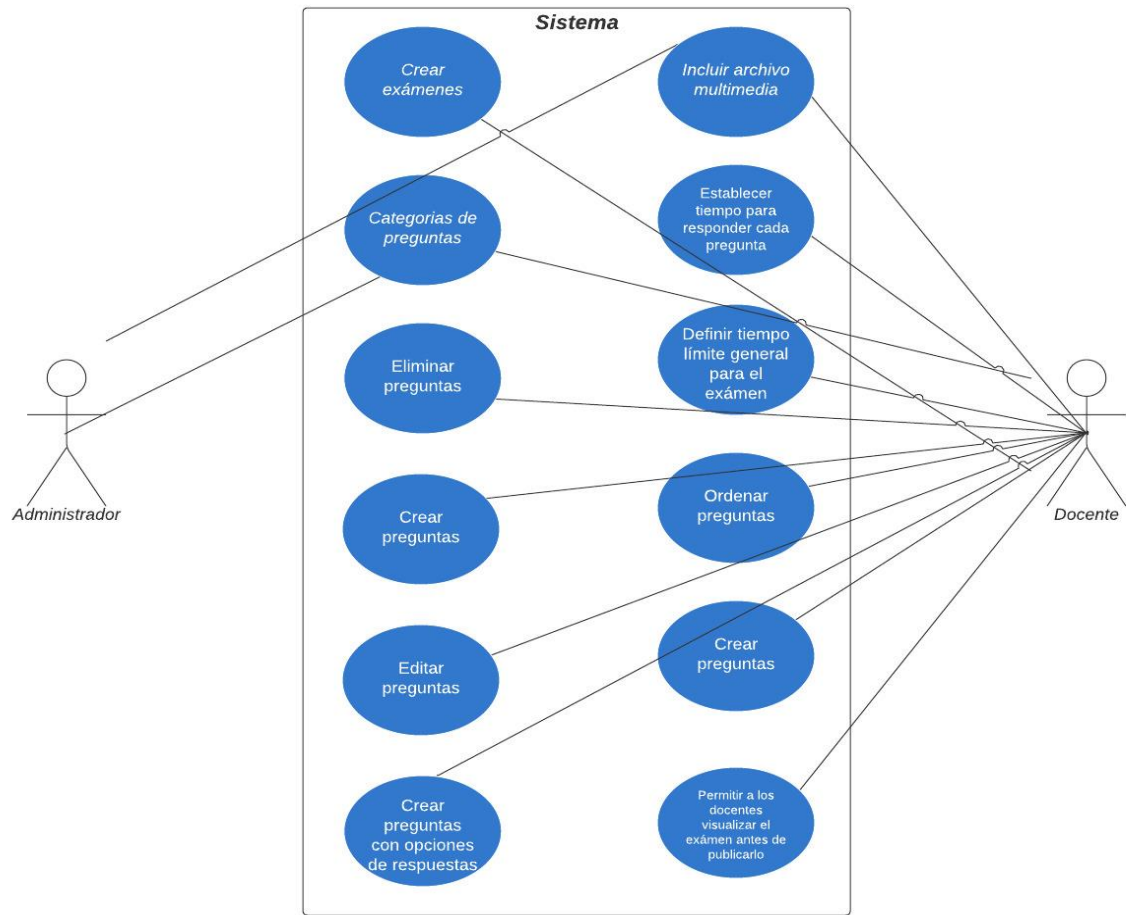 Sistema
Crear
exámenes
Incluir archivo
multimedia
Categorias de
preguntas
Establecer
tiempo para
responder cada
pregunta
Eliminar
preguntas
Definir tiempo
límite general
para el
exámen
Administrador
Docente
Crear
preguntas
Ordenar
preguntas
Editar
preguntas
Crear
preguntas
Crear
preguntas
con opciones
de respuestas
Permitir a los
docentes
visualizar el
exámen antes de
publicarlo